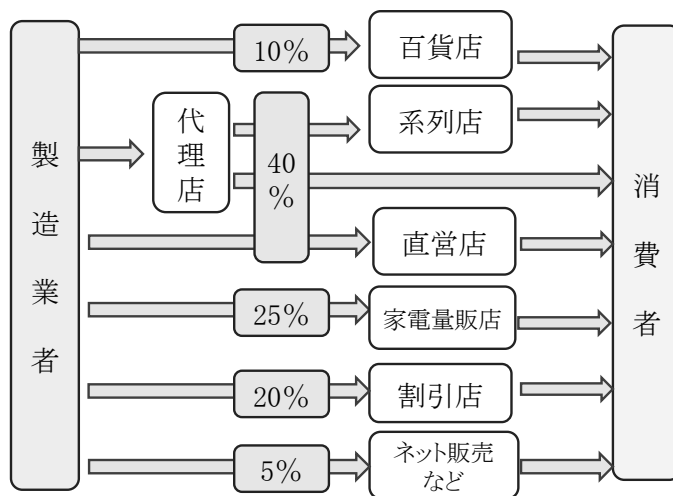 製造業者
10%
百貨店
代理店
40
%
系列店
直営店
25%
家電量販店
20%
割引店
5%
ネット販売
など
消費者